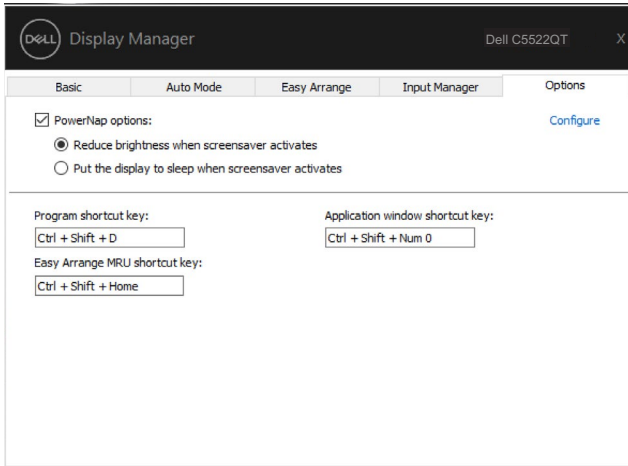 DELL Display Manager Dell C5522QT X
Basic Auto Mode Easy Arrange Input Manager Options
PowerNap options: Configure
Reduce brightness when screensaver activates
Put the display to sleep when screensaver activates
Program shortcut key: Application window shortcut key:
Ctrl + Shift + D Ctrl + Shift + Num 0
Easy Arrange MRU shortcut key:
Ctrl + Shift + Home